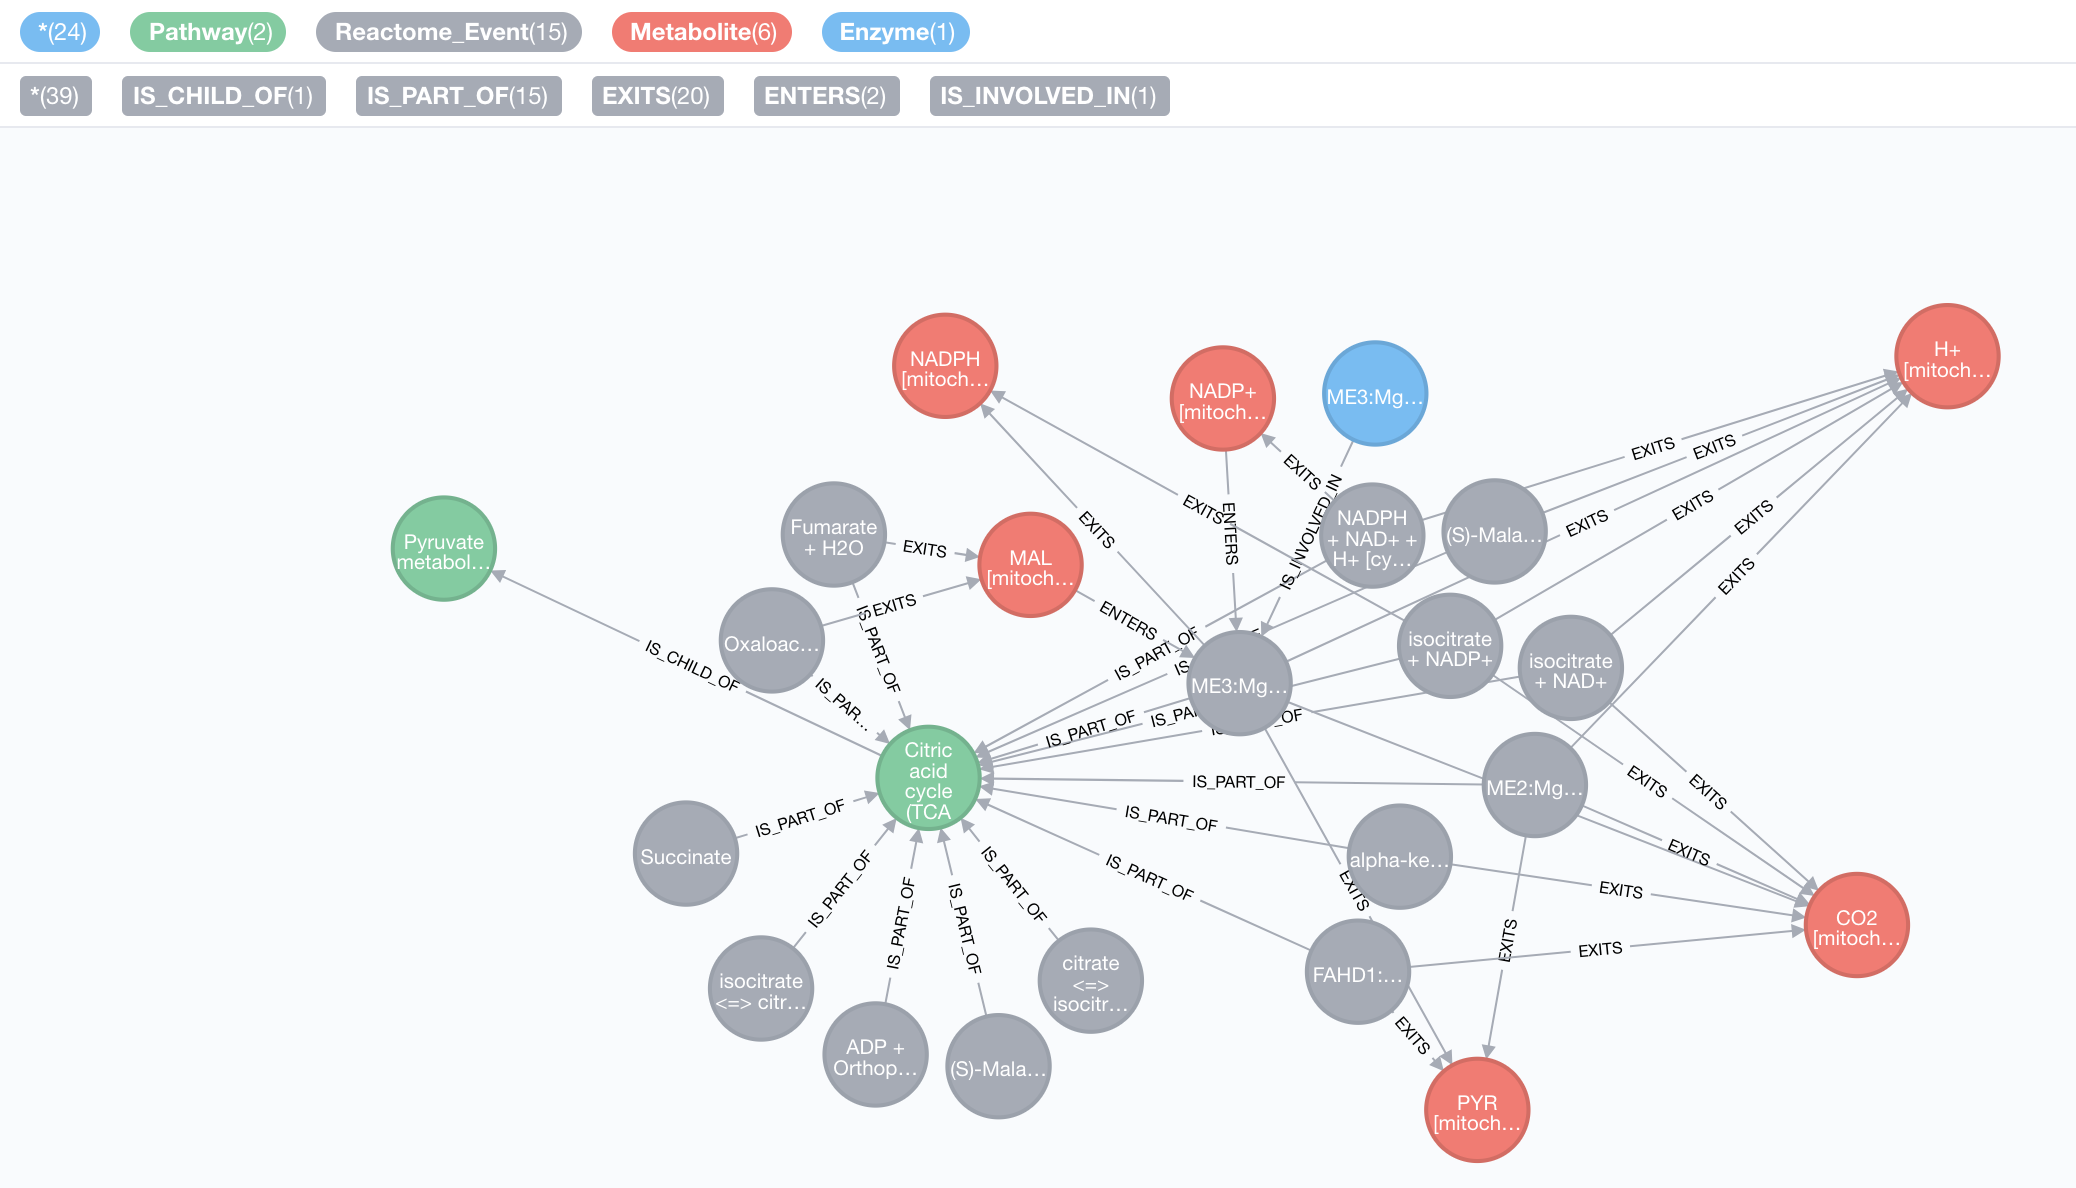 *(24) Pathway(2) Reactome_Event(15) Metabolite(6) Enzyme(1)
*(39) IS_CHILD_OF(1) IS_PART_OF(15) EXITS(20) ENTERS(2) IS_INVOLVED_IN(1)
NADPH
[mitoch…
NADP+
[mitoch…
ME3:Mg…
H+
[mitoch…
EXITS
EXITS
EXITS
EXITS
EXITS
EXITS
EXITS
EXITS
EXITS
ENTERS
IS_INVOLVED_IN
Pyruvate
metabol…
Fumarate
+ H2O
EXITS
MAL
[mitoch…
NADPH
+ NAD+ +
H+ [cy…
(S)-Mala…
EXITS
Oxaloac…
EXITS
IS_PART_OF
ENTERS
IS_CHILD_OF
IS_PAR…
IS_PART_OF
ME3:Mg…
isocitrate
+ NADP+
isocitrate
+ NAD+
IS_PART_OF
IS_PA
_OF
Citric
acid
cycle
(TCA
IS_PART_OF
ME2:Mg…
EXITS
EXITS
IS_PART_OF
IS_PART_OF
EXITS
Succinate
alpha-ke…
EXITS
EXITS
IS_PART_OF
IS_PART_OF
IS_PART_OF
IS_PART_OF
IS_PART_OF
CO2
[mitoch…
EXITS
EXITS
isocitrate
<=> citr…
citrate
<=>
isocitr…
FAHD1:…
ADP +
Orthop…
(S)-Mala…
EXITS
PYR
[mitoch…